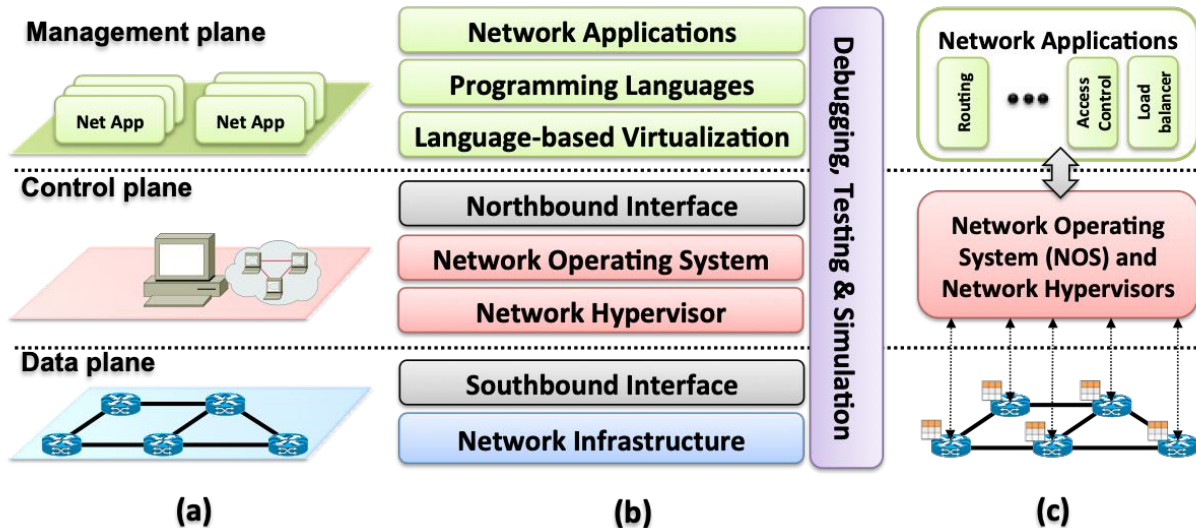 Management plane
Net App
Net App
Control plane
Data plane
(a)
Network Applications
Programming Languages
Language-based Virtualization
Northbound Interface
Network Operating System
Network Hypervisor
Southbound Interface
Network Infrastructure
Debugging, Testing & Simulation
(b)
Network Applications
Routing
Access
Control
Load
balancer
Network Operating
System (NOS) and
Network Hypervisors
(c)